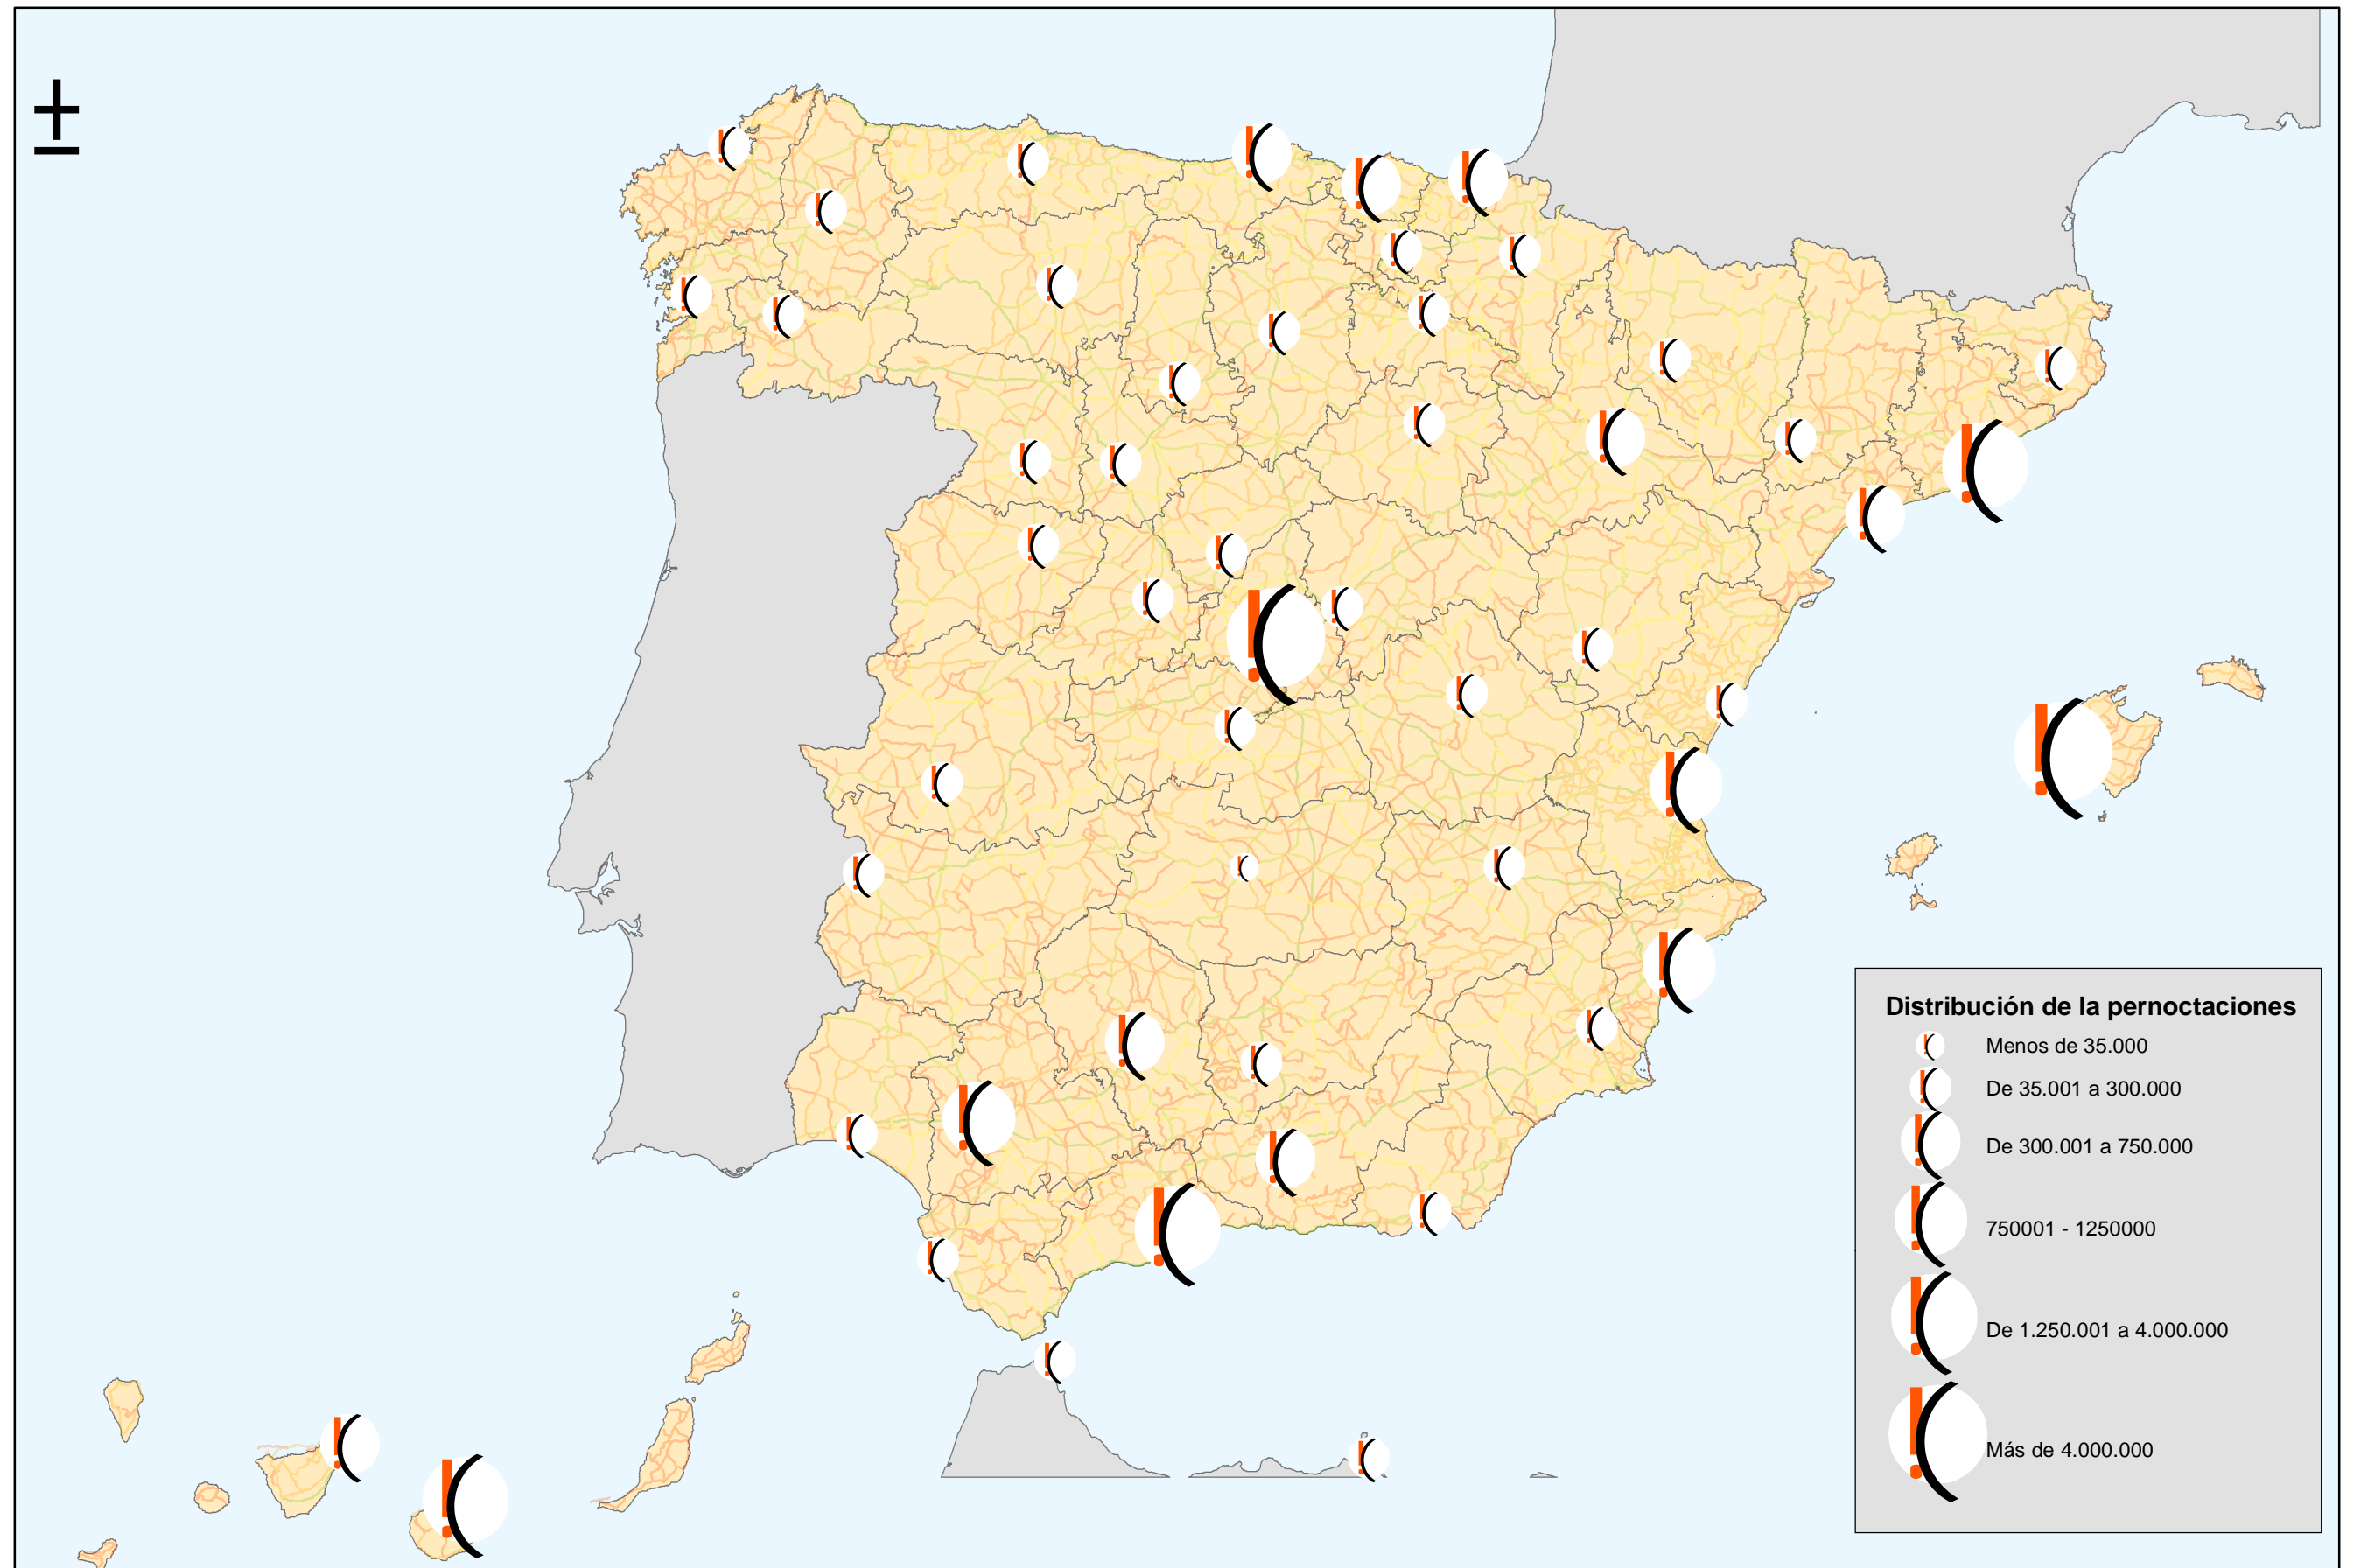 ±
Distribución de la pernoctaciones
Menos de 35.000
De 35.001 a 300.000
De 300.001 a 750.000
750001 - 1250000
De 1.250.001 a 4.000.000
Más de 4.000.000